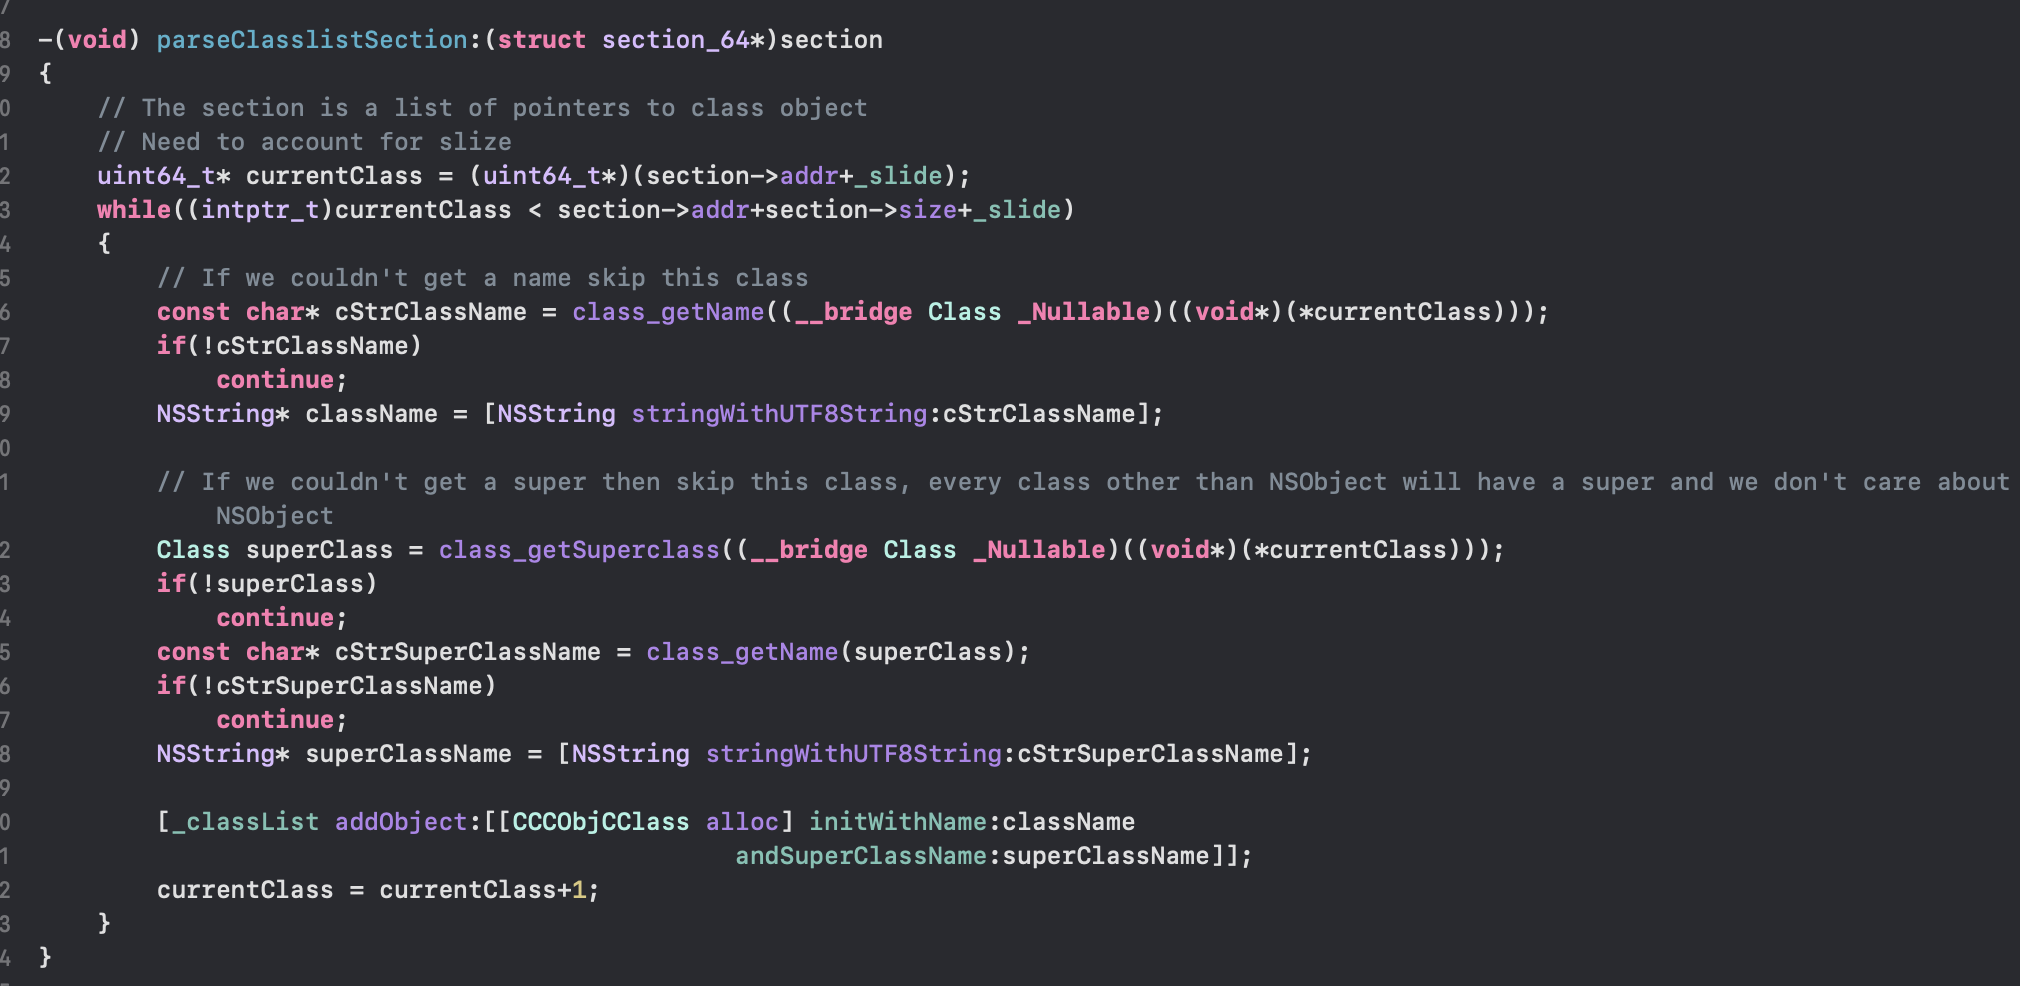 7
8 -(void) parseClasslistSection:(struct section_64*)section
9 {
0 // The section is a list of pointers to class object
1 // Need to account for slize
2 uint64_t* currentClass = (uint64_t*)(section->addr+_slide);
3 while((intptr_t)currentClass < section->addr+section->size+_slide)
4 {
5 // If we couldn't get a name skip this class
6 const char* cStrClassName = class_getName((__bridge Class _Nullable)((void*)(*currentClass)));
7 if(!cStrClassName)
8 continue;
9 NSString* className = [NSString stringWithUTF8String:cStrClassName];
0
1 // If we couldn't get a super then skip this class, every class other than NSObject will have a super and we don't care about
NSObject
2 Class superClass = class_getSuperclass((__bridge Class _Nullable)((void*)(*currentClass)));
3 if(!superClass)
4 continue;
5 const char* cStrSuperClassName = class_getName(superClass);
6 if(!cStrSuperClassName)
7 continue;
8 NSString* superClassName = [NSString stringWithUTF8String:cStrSuperClassName];
9
0 [_classList addObject:[[CCCObjCClass alloc] initWithName:className
1 andSuperClassName:superClassName]];
2 currentClass = currentClass+1;
3 }
4 }